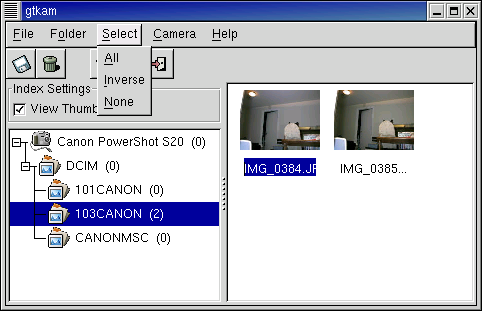 gtkam
File Folder Select Camera Help
All
Inverse
None
Index Settings
View Thumb
Canon PowerShot S20 (0)
DCIM (0)
101CANON (0)
103CANON (2)
CANONMSC (0)
IMG_0384.JP IMG_0385...